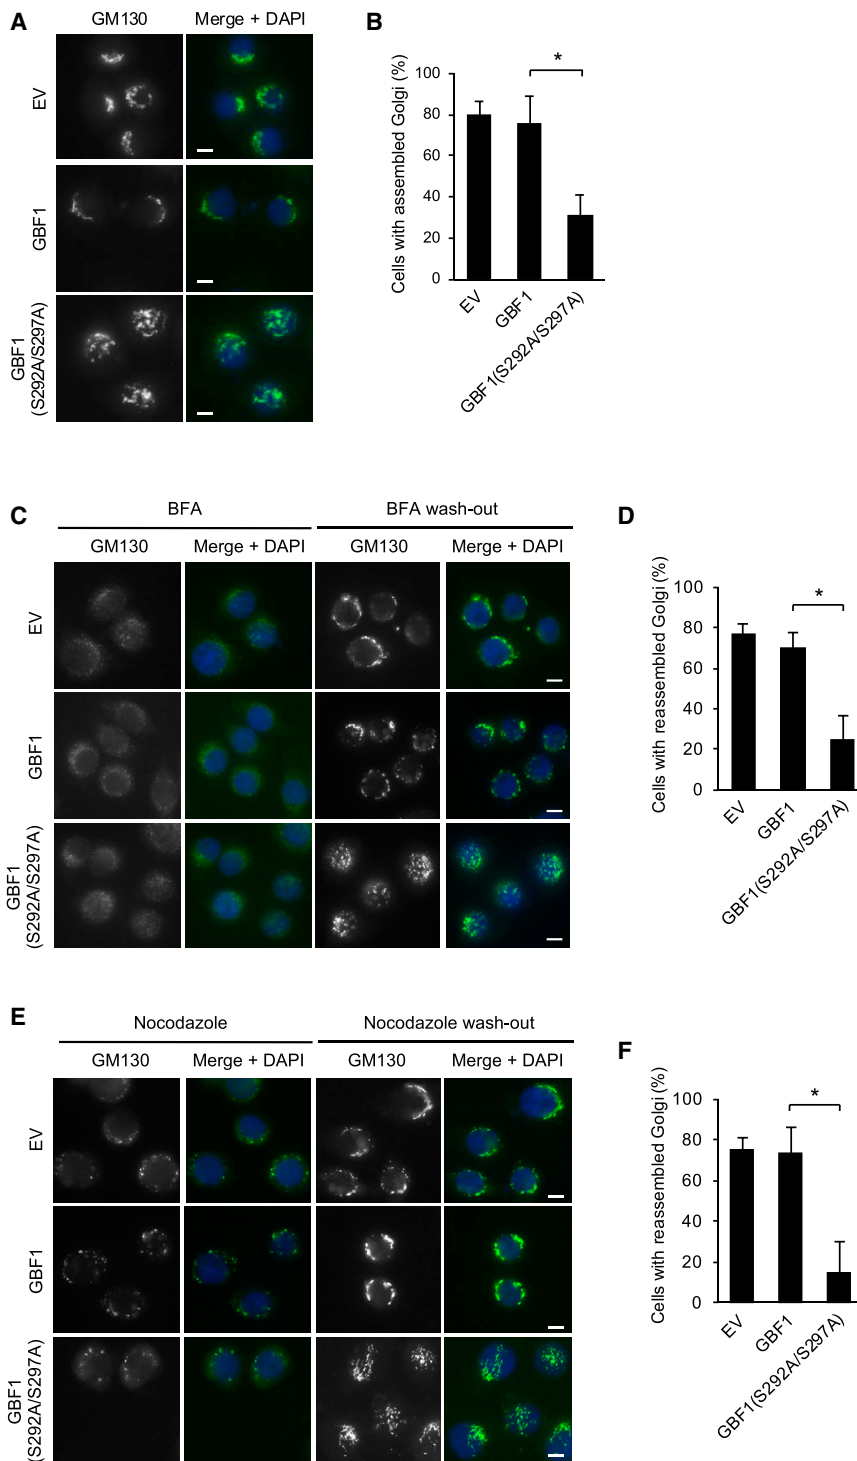 A
GM130
Merge + DAPI
EV
GBF1
GBF1
(S292A/S297A)
B
*
Cells with assembled Golgi (%)
100
80
60
40
20
0
EV
GBF1
GBF1(S292A/S297A)
C
BFA
BFA wash-out
GM130
Merge + DAPI
GM130
Merge + DAPI
EV
GBF1
GBF1
(S292A/S297A)
D
*
Cells with reassembled Golgi (%)
100
80
60
40
20
0
EV
GBF1
GBF1(S292A/S297A)
E
Nocodazole
Nocodazole wash-out
GM130
Merge + DAPI
GM130
Merge + DAPI
EV
GBF1
GBF1
(S292A/S297A)
F
*
Cells with reassembled Golgi (%)
100
80
60
40
20
0
EV
GBF1
GBF1(S292A/S297A)